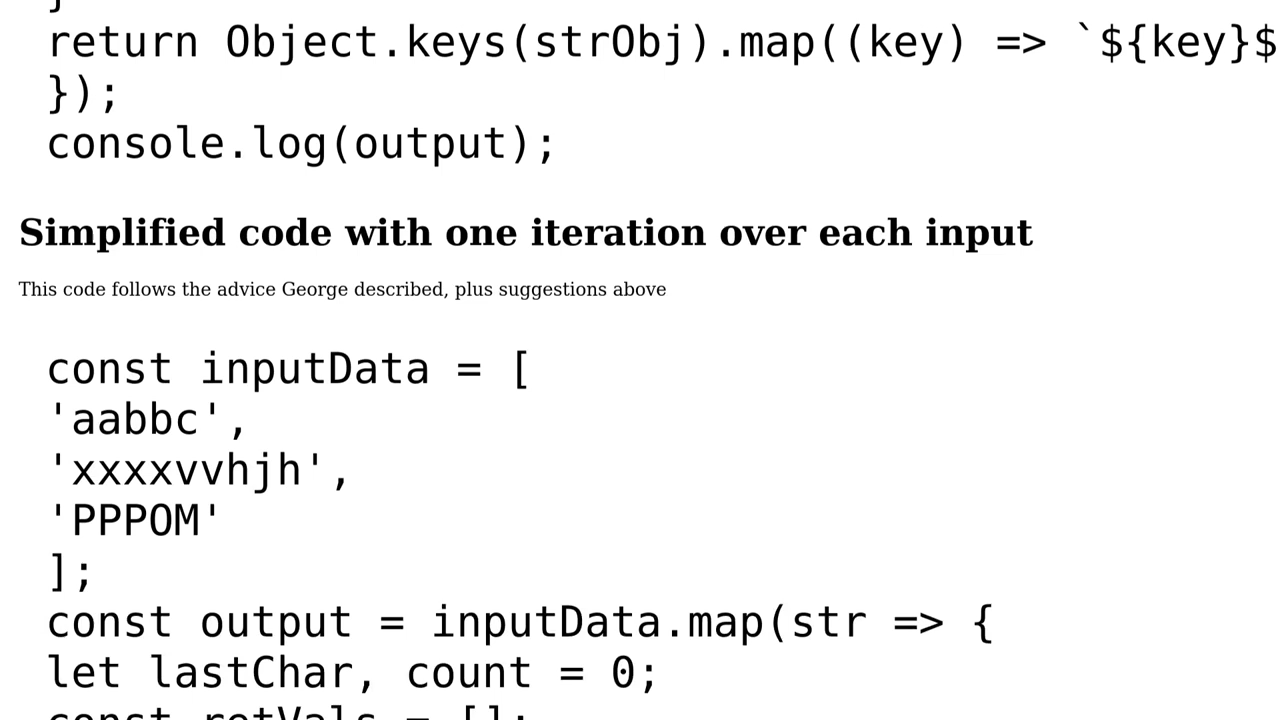 }
return Object.keys(strObj).map((key) => `${key}$
});
console.log(output);
Simplified code with one iteration over each input
This code follows the advice George described, plus suggestions above
const inputData = [
'aabbc',
'xxxxvvhjh',
'PPPOM'
];
const output = inputData.map(str => {
let lastChar, count = 0;
const retVals = [];